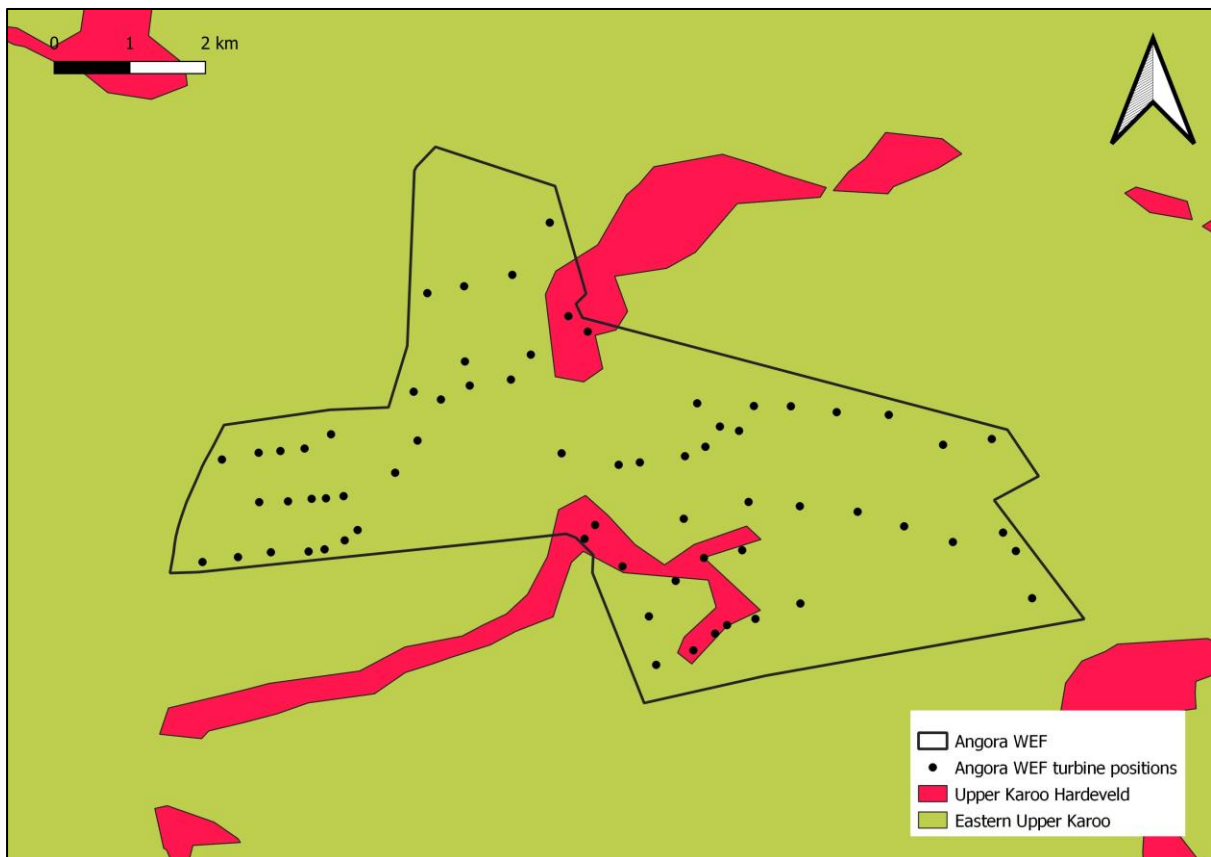 0 1 2 km
Angora WEF
Angora WEF turbine positions
Upper Karoo Hardeveld
Eastern Upper Karoo